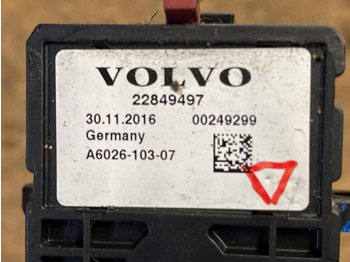 VOLVO
22849497
30.11.2016 00249299
Germany
A6026-103-07